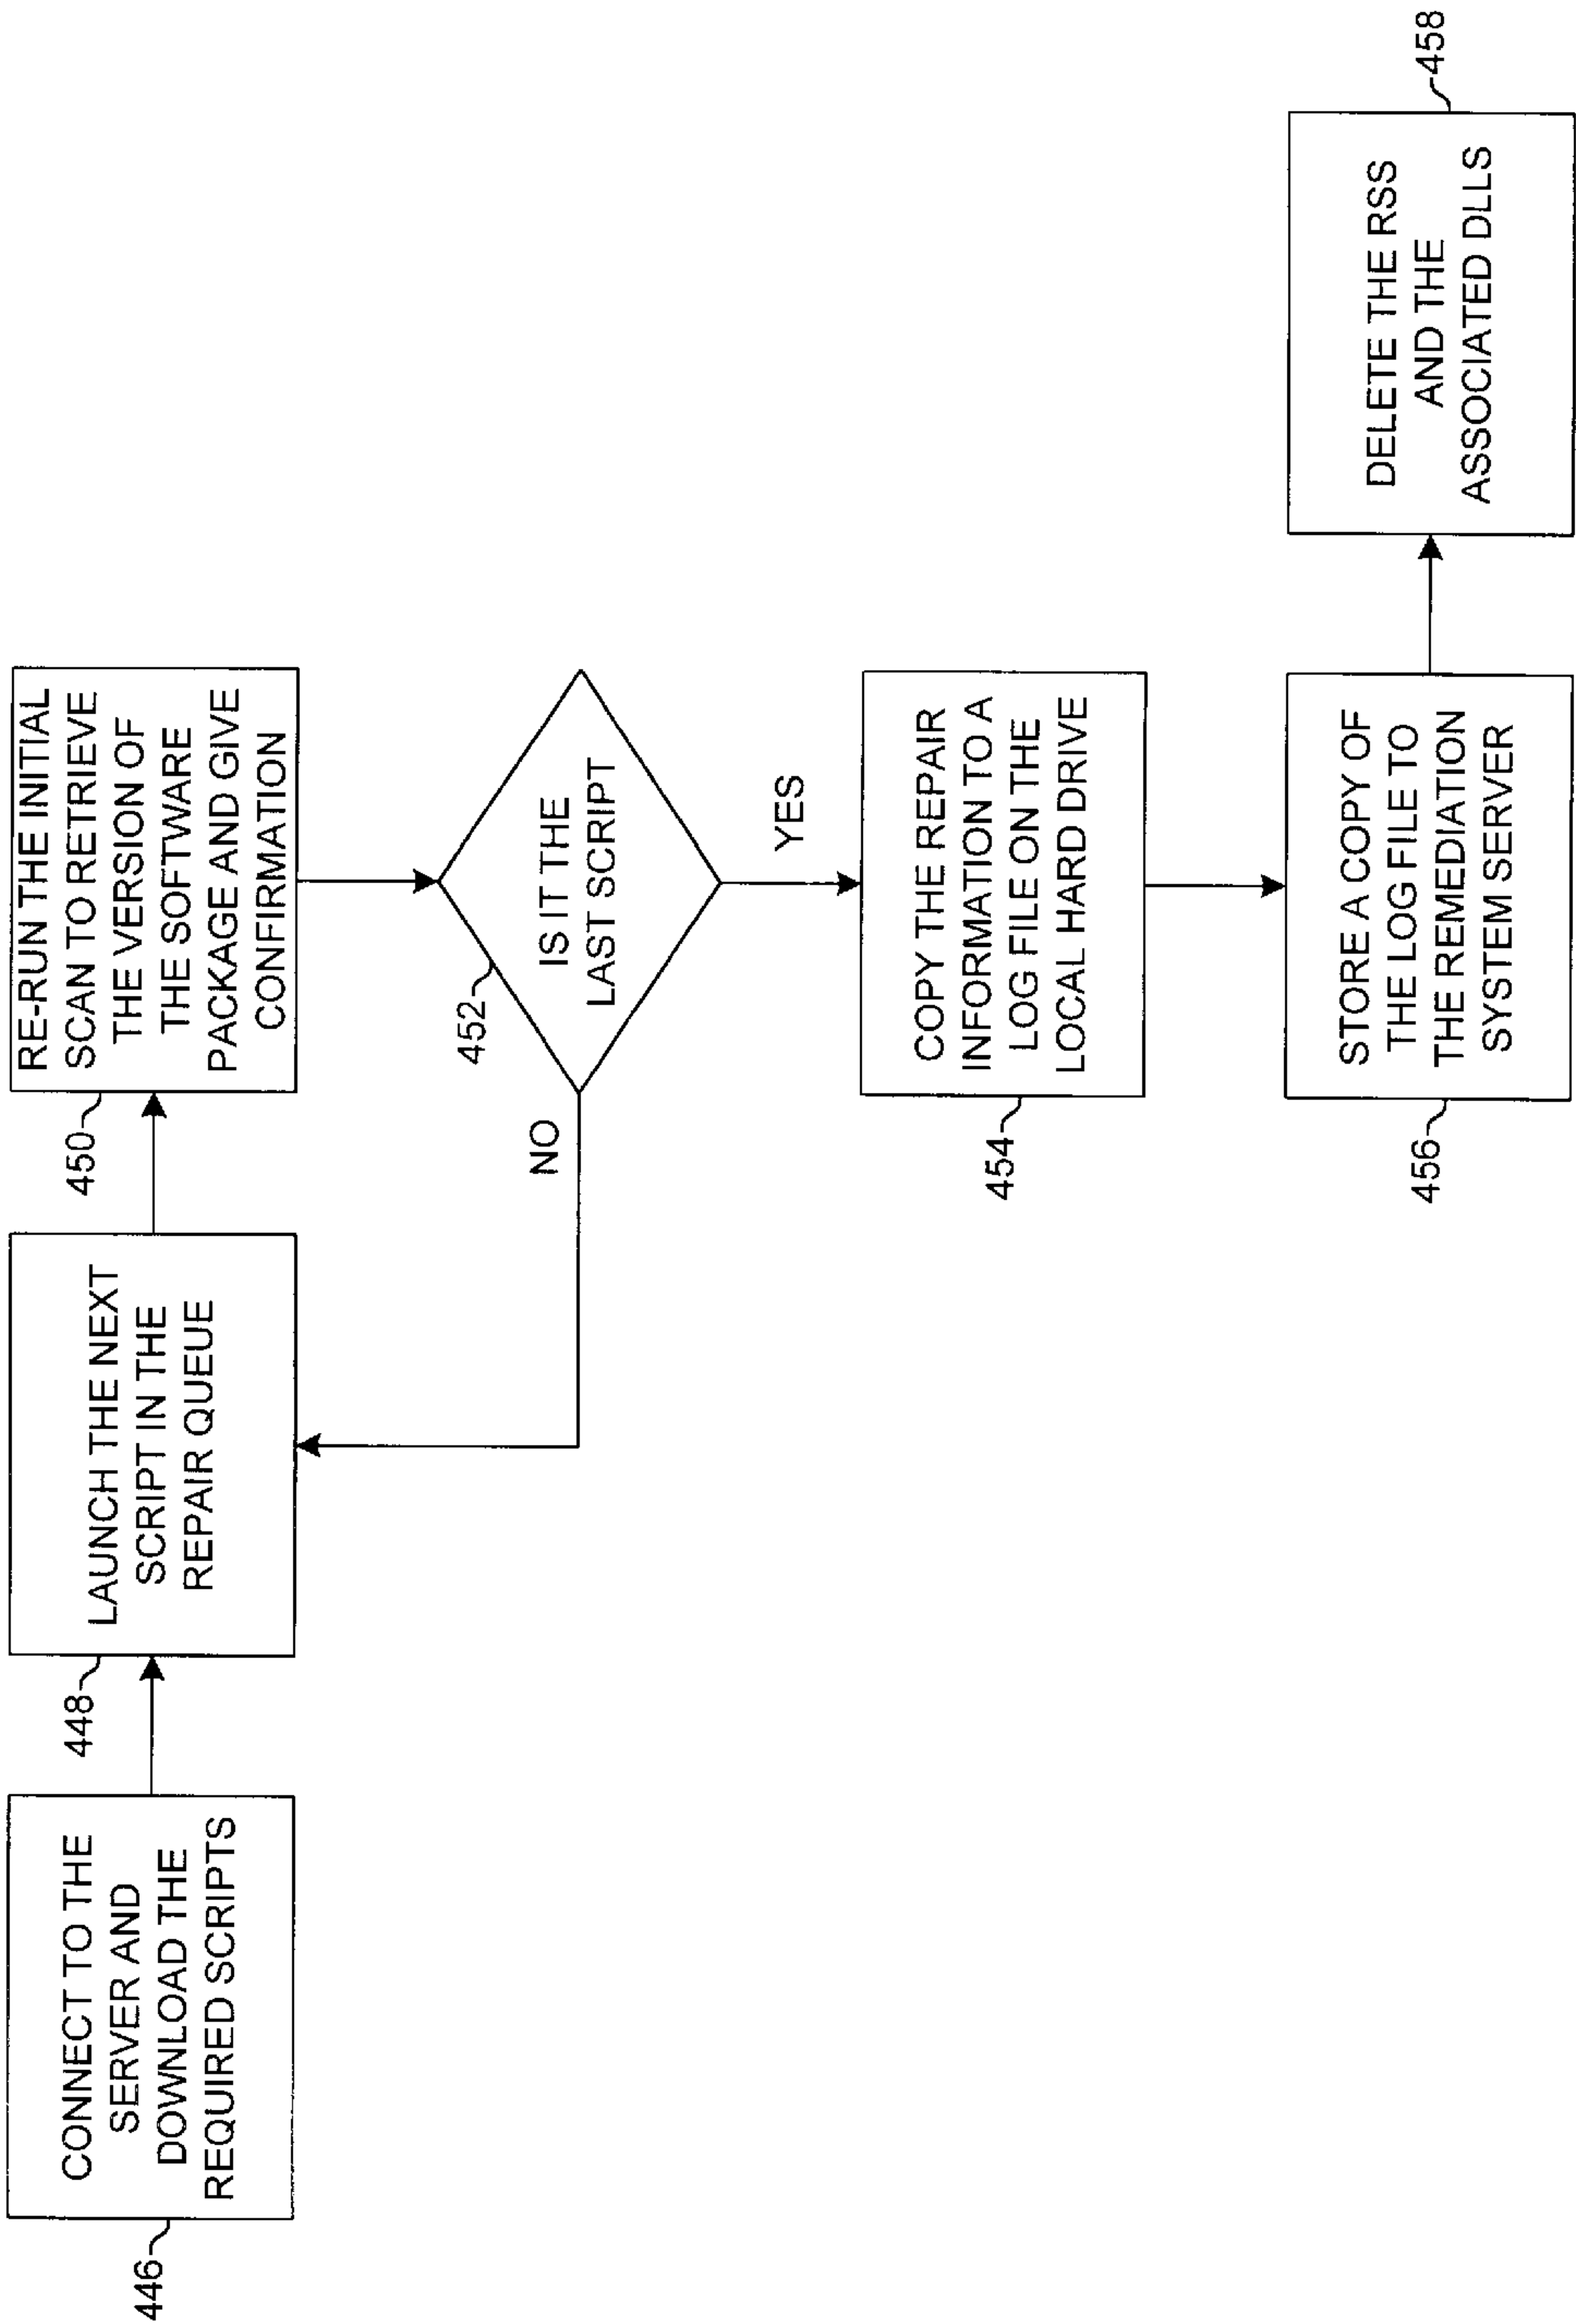 446
CONNECT TO THE
SERVER AND
DOWNLOAD THE
REQUIRED SCRIPTS
448
LAUNCH THE NEXT
SCRIPT IN THE
REPAIR QUEUE
450
RE-RUN THE INITIAL
SCAN TO RETRIEVE
THE VERSION OF
THE SOFTWARE
PACKAGE AND GIVE
CONFIRMATION
452
IS IT THE
LAST SCRIPT
NO
YES
454
COPY THE REPAIR
INFORMATION TO A
LOG FILE ON THE
LOCAL HARD DRIVE
456
STORE A COPY OF
THE LOG FILE TO
THE REMEDIATION
SYSTEM SERVER
458
DELETE THE RSS
AND THE
ASSOCIATED DLLS